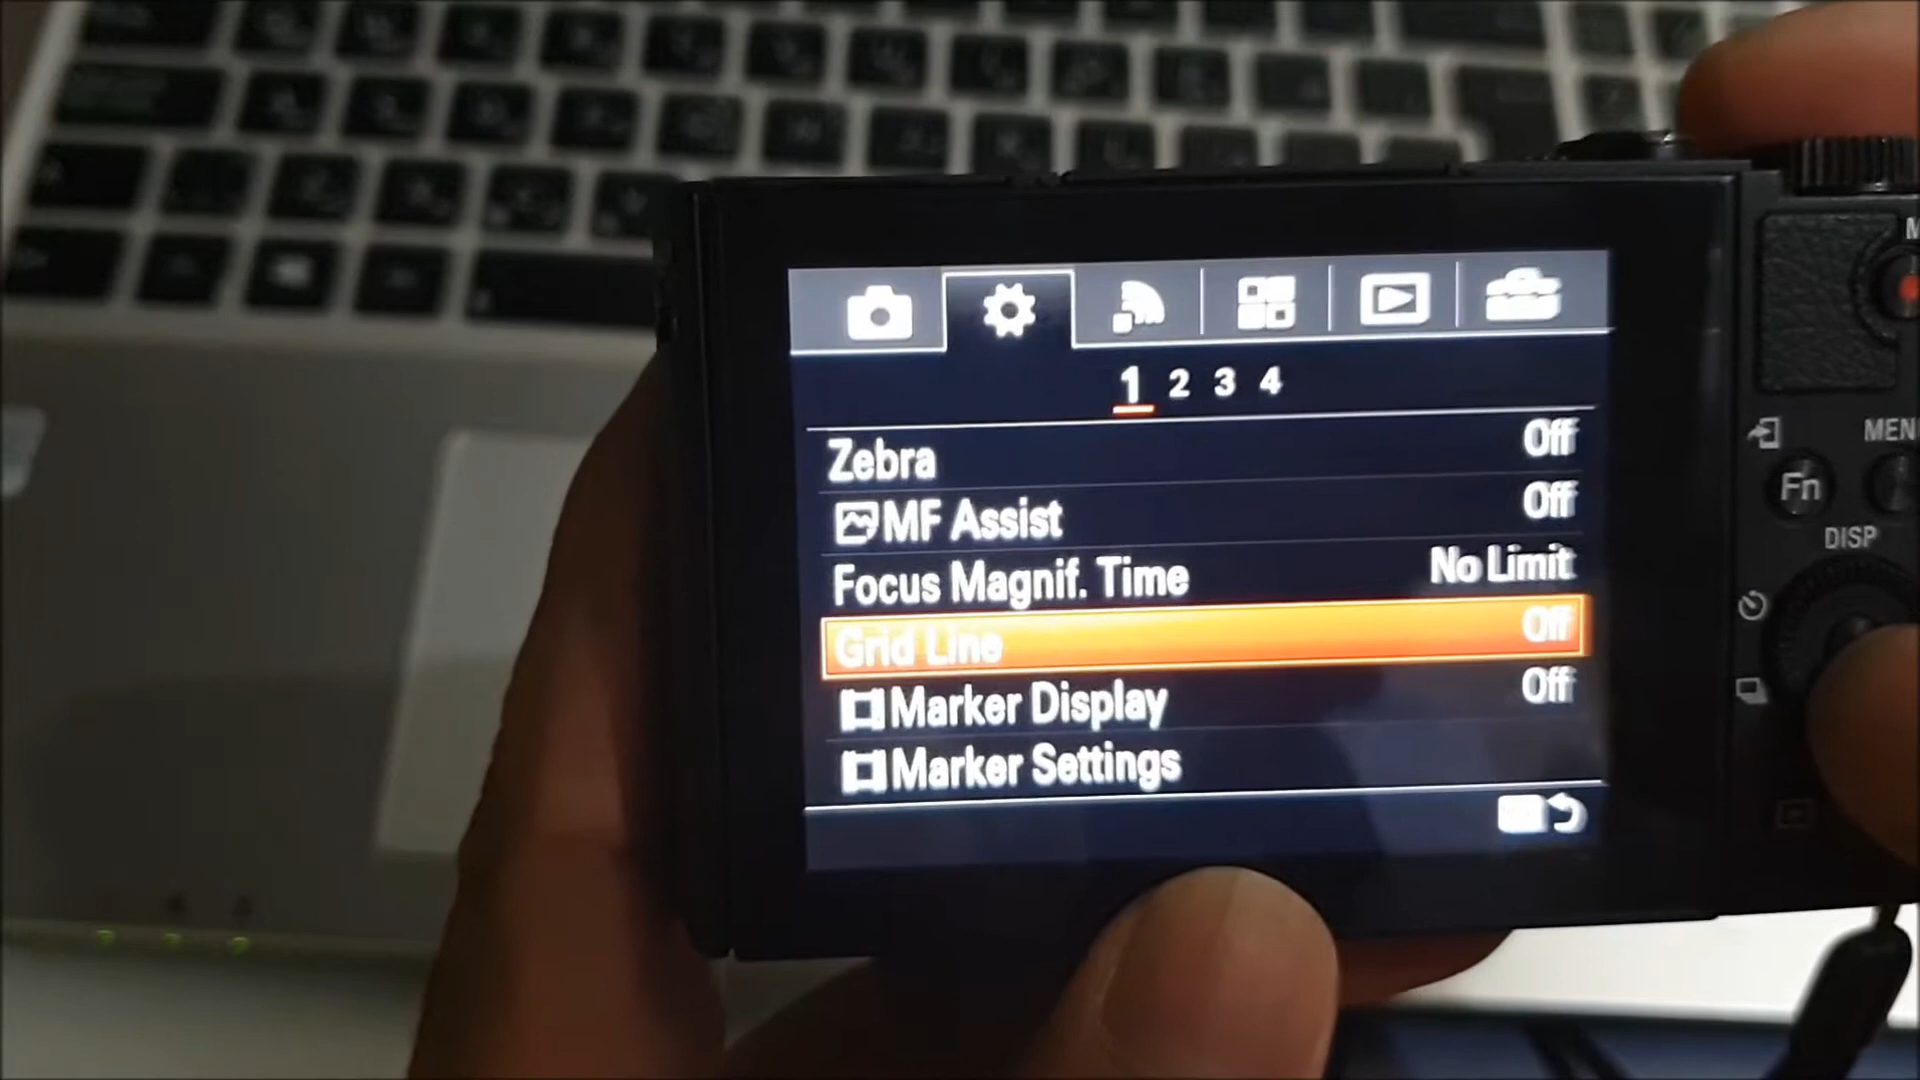 1 2 3 4
Zebra Off
MF Assist Off
Focus Magnif. Time No Limit
Grid Line Off
Marker Display Off
Marker Settings
MEN
Fn
DISP